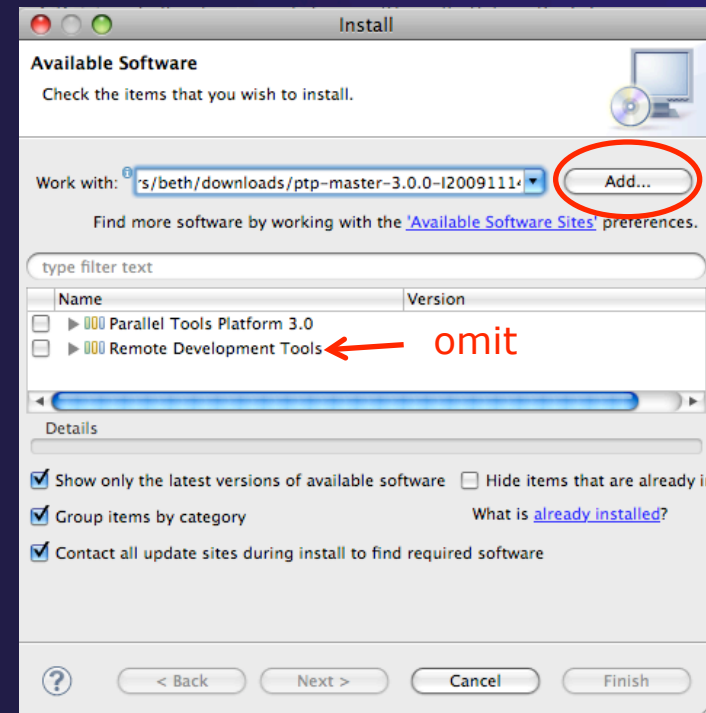 Install
Available Software
Check the items that you wish to install.
Work with: rs/beth/downloads/ptp-master-3.0.0-I20091114 Add...
Find more software by working with the 'Available Software Sites' preferences.
type filter text
Name Version
Parallel Tools Platform 3.0
Remote Development Tools omit
Details
Show only the latest versions of available software Hide items that are already i
Group items by category What is already installed?
Contact all update sites during install to find required software
? < Back Next > Cancel Finish